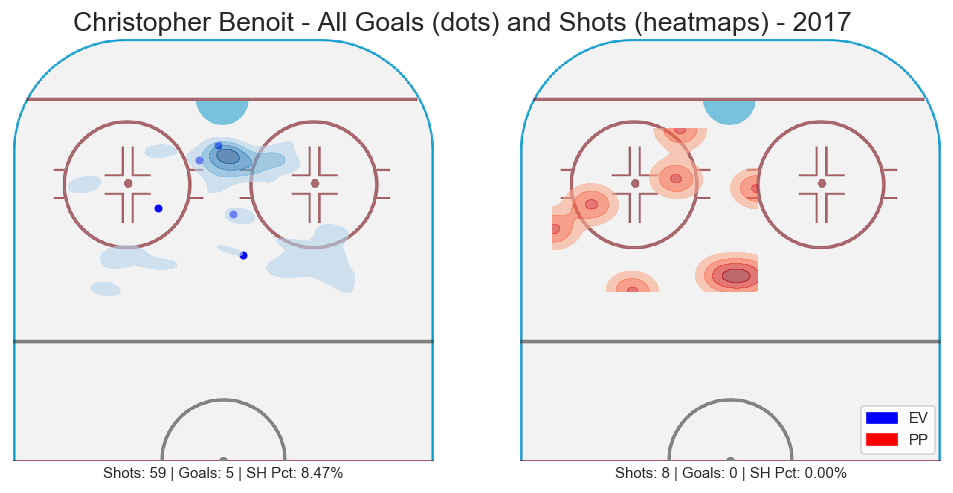 Christopher Benoit - All Goals (dots) and Shots (heatmaps) - 2017
EV
PP
Shots: 59 | Goals: 5 | SH Pct: 8.47%
Shots: 8 | Goals: 0 | SH Pct: 0.00%